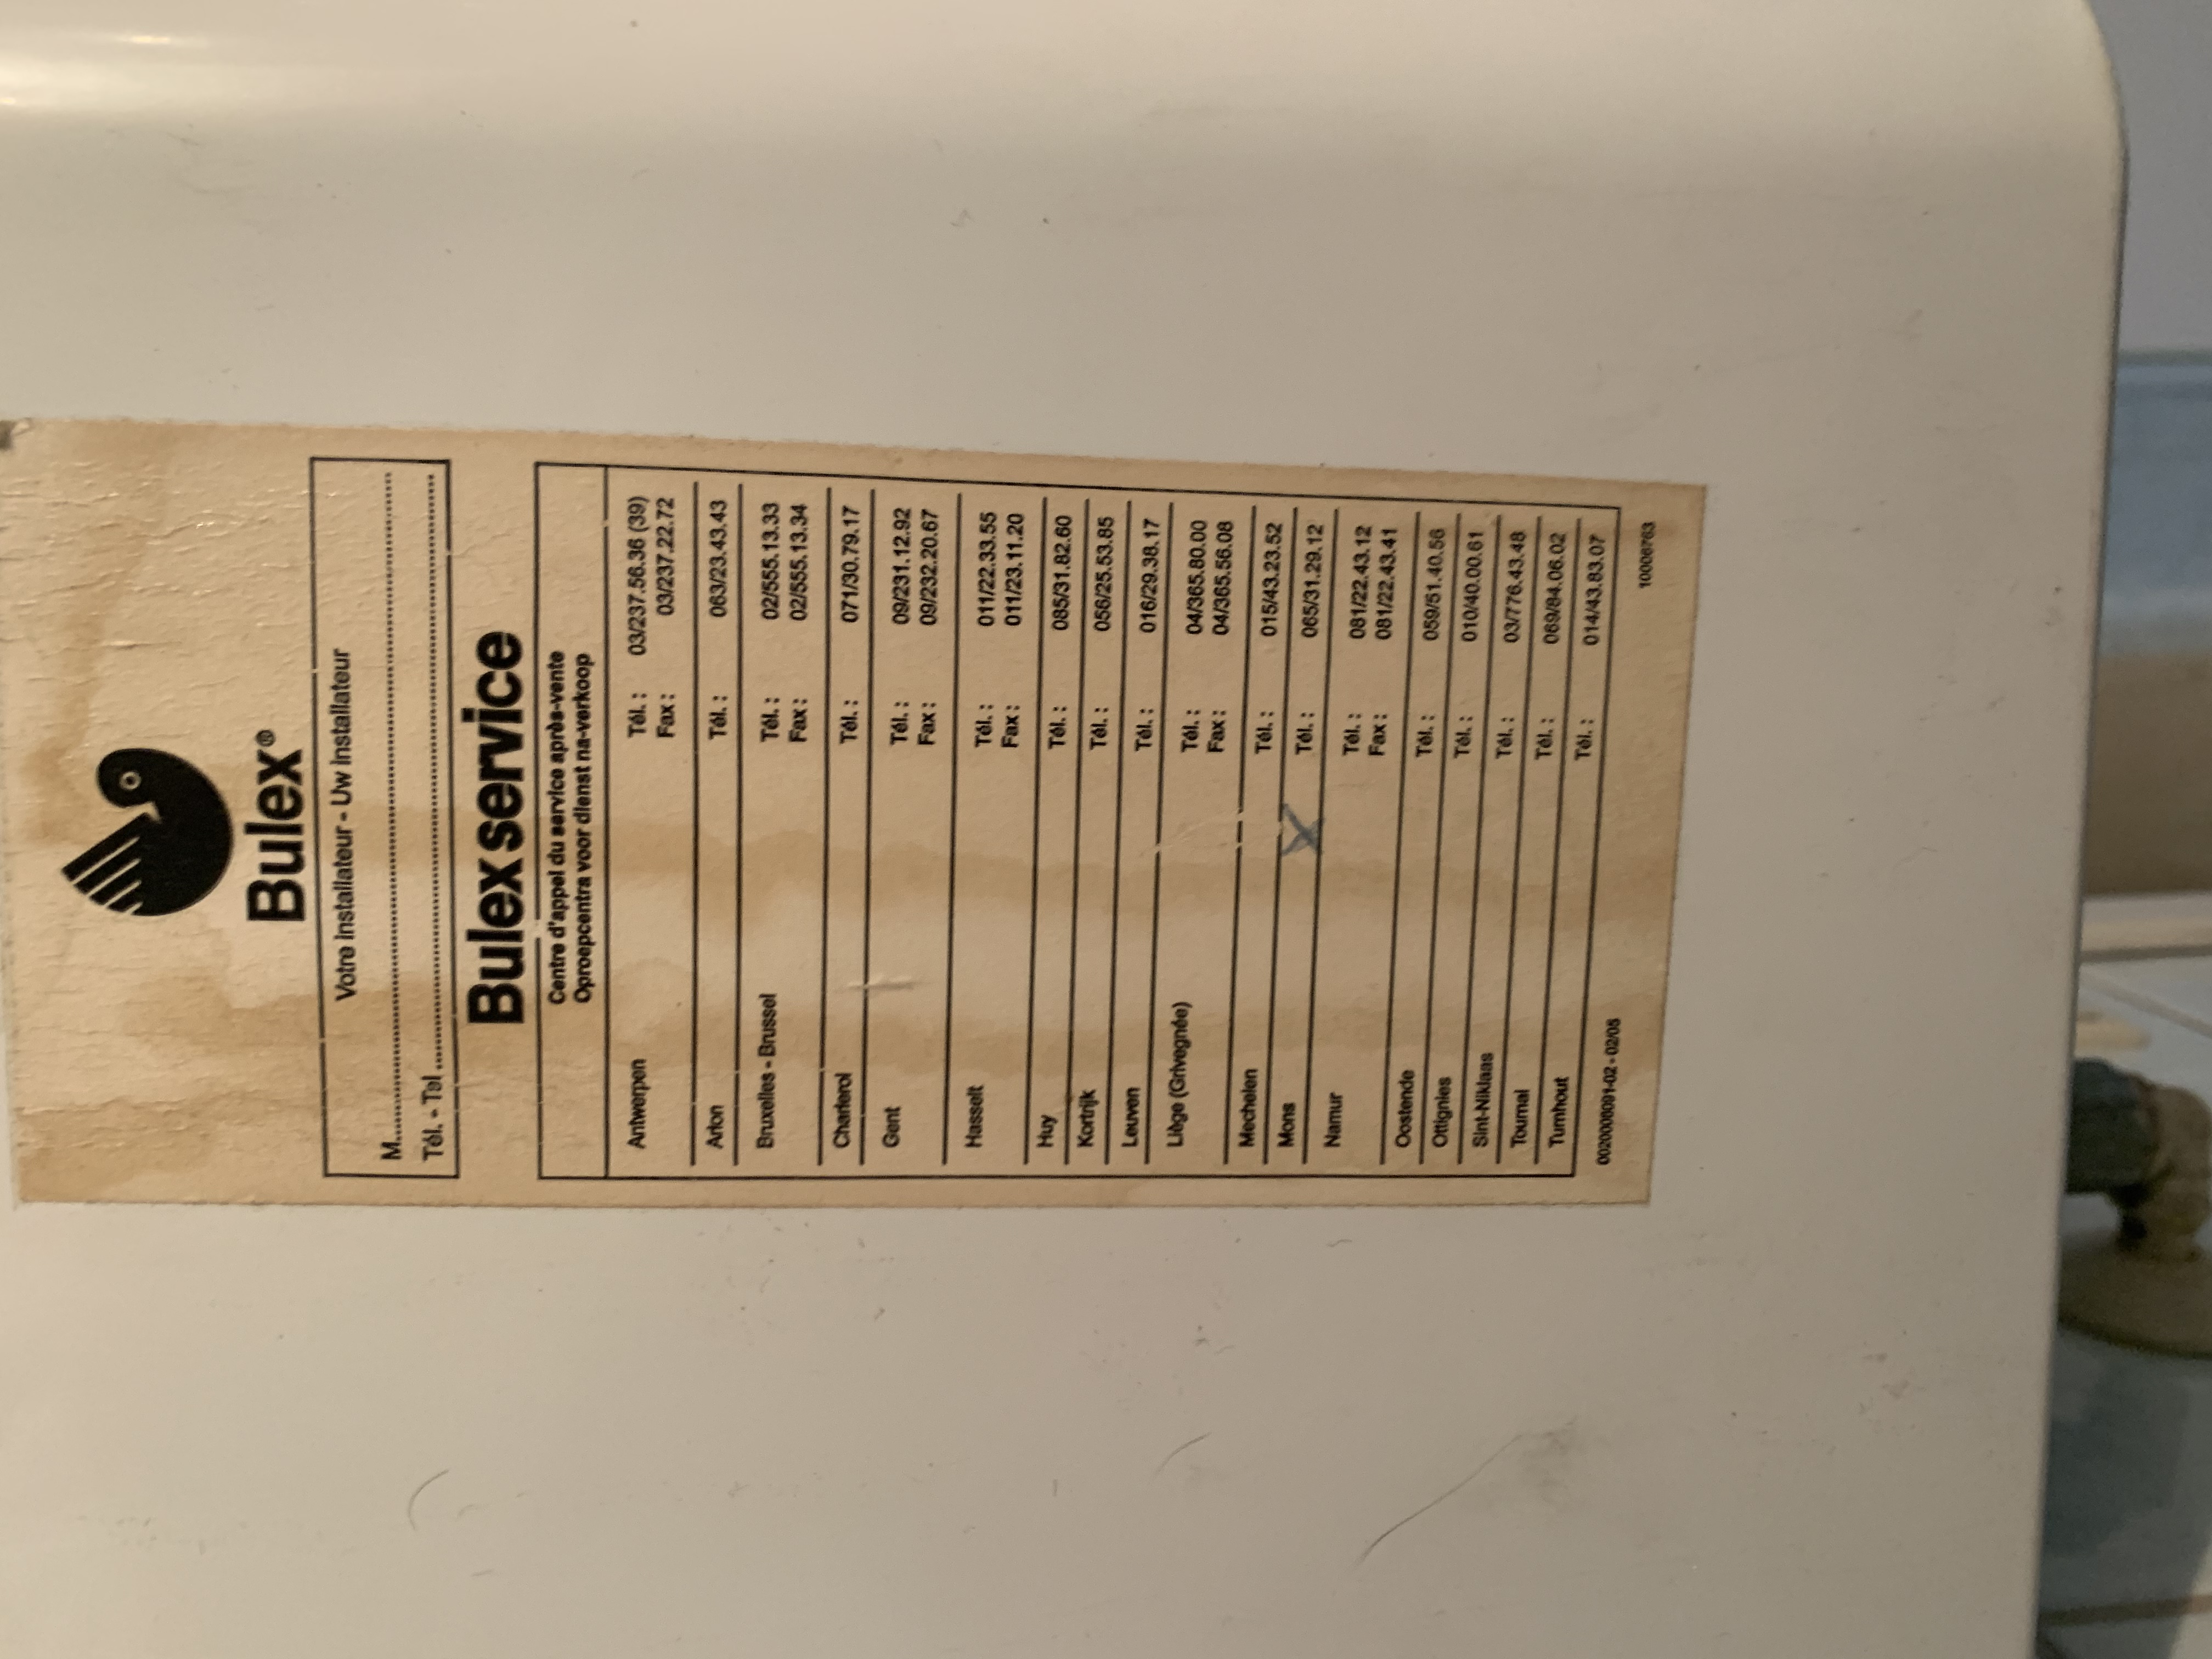 Bulex®
Votre Installateur - Uw Installateur
M.
Tél. - Tel
Bulex service
Centre d'appel du service après-vente
Oproepcentra voor dienst na-verkoop
Antwerpen Tél. : 03/237.56.36 (39)
Fax : 03/237.22.72
Arlon Tél. : 063/23.43.43
Bruxelles - Brussel Tél. : 02/555.13.33
Fax : 02/555.13.34
Charleroi Tél. : 071/30.79.17
Gent Tél. : 09/231.12.92
Fax : 09/232.20.67
Hasselt Tél. : 011/22.33.55
Fax : 011/23.11.20
Huy Tél. : 085/31.82.60
Kortrijk Tél. : 056/25.53.85
Leuven Tél. : 016/29.38.17
Liège (Grivegnée) Tél. : 04/365.80.00
Fax : 04/365.56.08
Mechelen Tél. : 015/43.23.52
Mons X Tél. : 065/31.29.12
Namur Tél. : 081/22.43.12
Fax : 081/22.43.41
Oostende Tél. : 059/51.40.56
Ottignies Tél. : 010/40.00.61
Sint-Niklaas Tél. : 03/776.43.48
Tournai Tél. : 069/84.06.02
Turnhout Tél. : 014/43.83.07
10006763